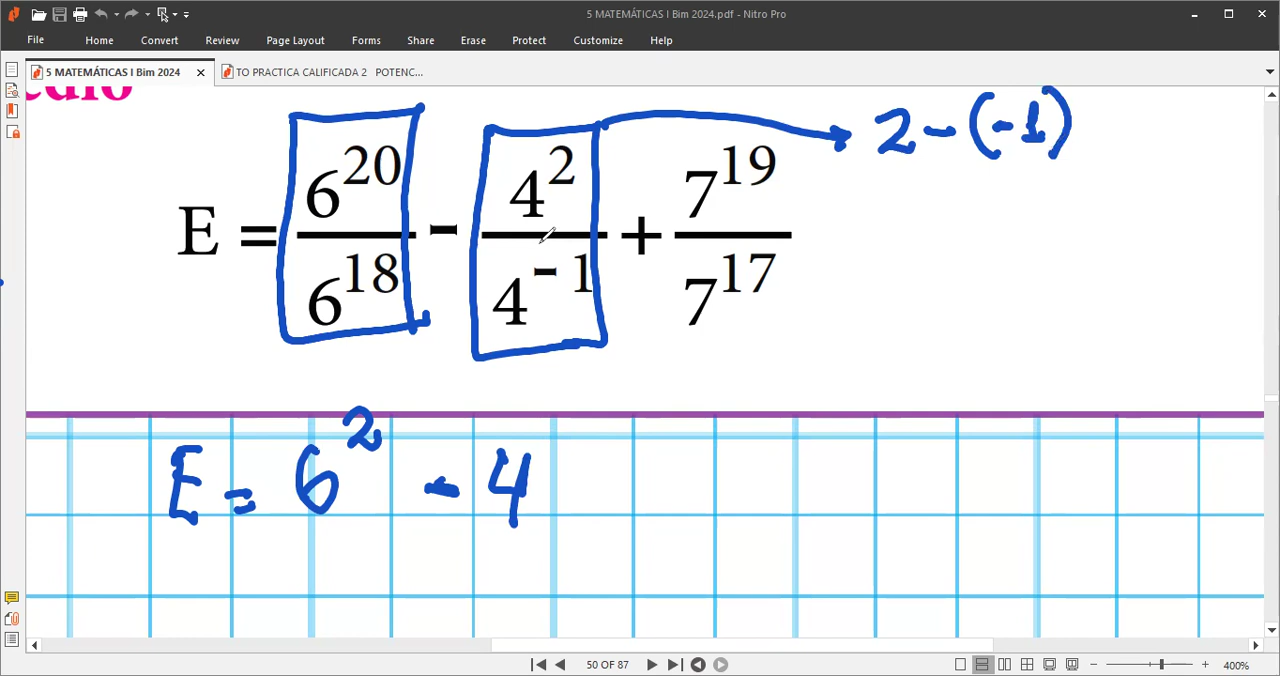 5 MATEMÁTICAS I Bim 2024.pdf - Nitro Pro
File Home Convert Review Page Layout Forms Share Erase Protect Customize Help
5 MATEMÁTICAS I Bim 2024 × TO PRACTICA CALIFICADA 2 POTENC...
2 - (-1)
E = 6^20/6^18 - 4^2/4^-1 + 7^19/7^17
E = 6^2 - 4
50 OF 87 400%